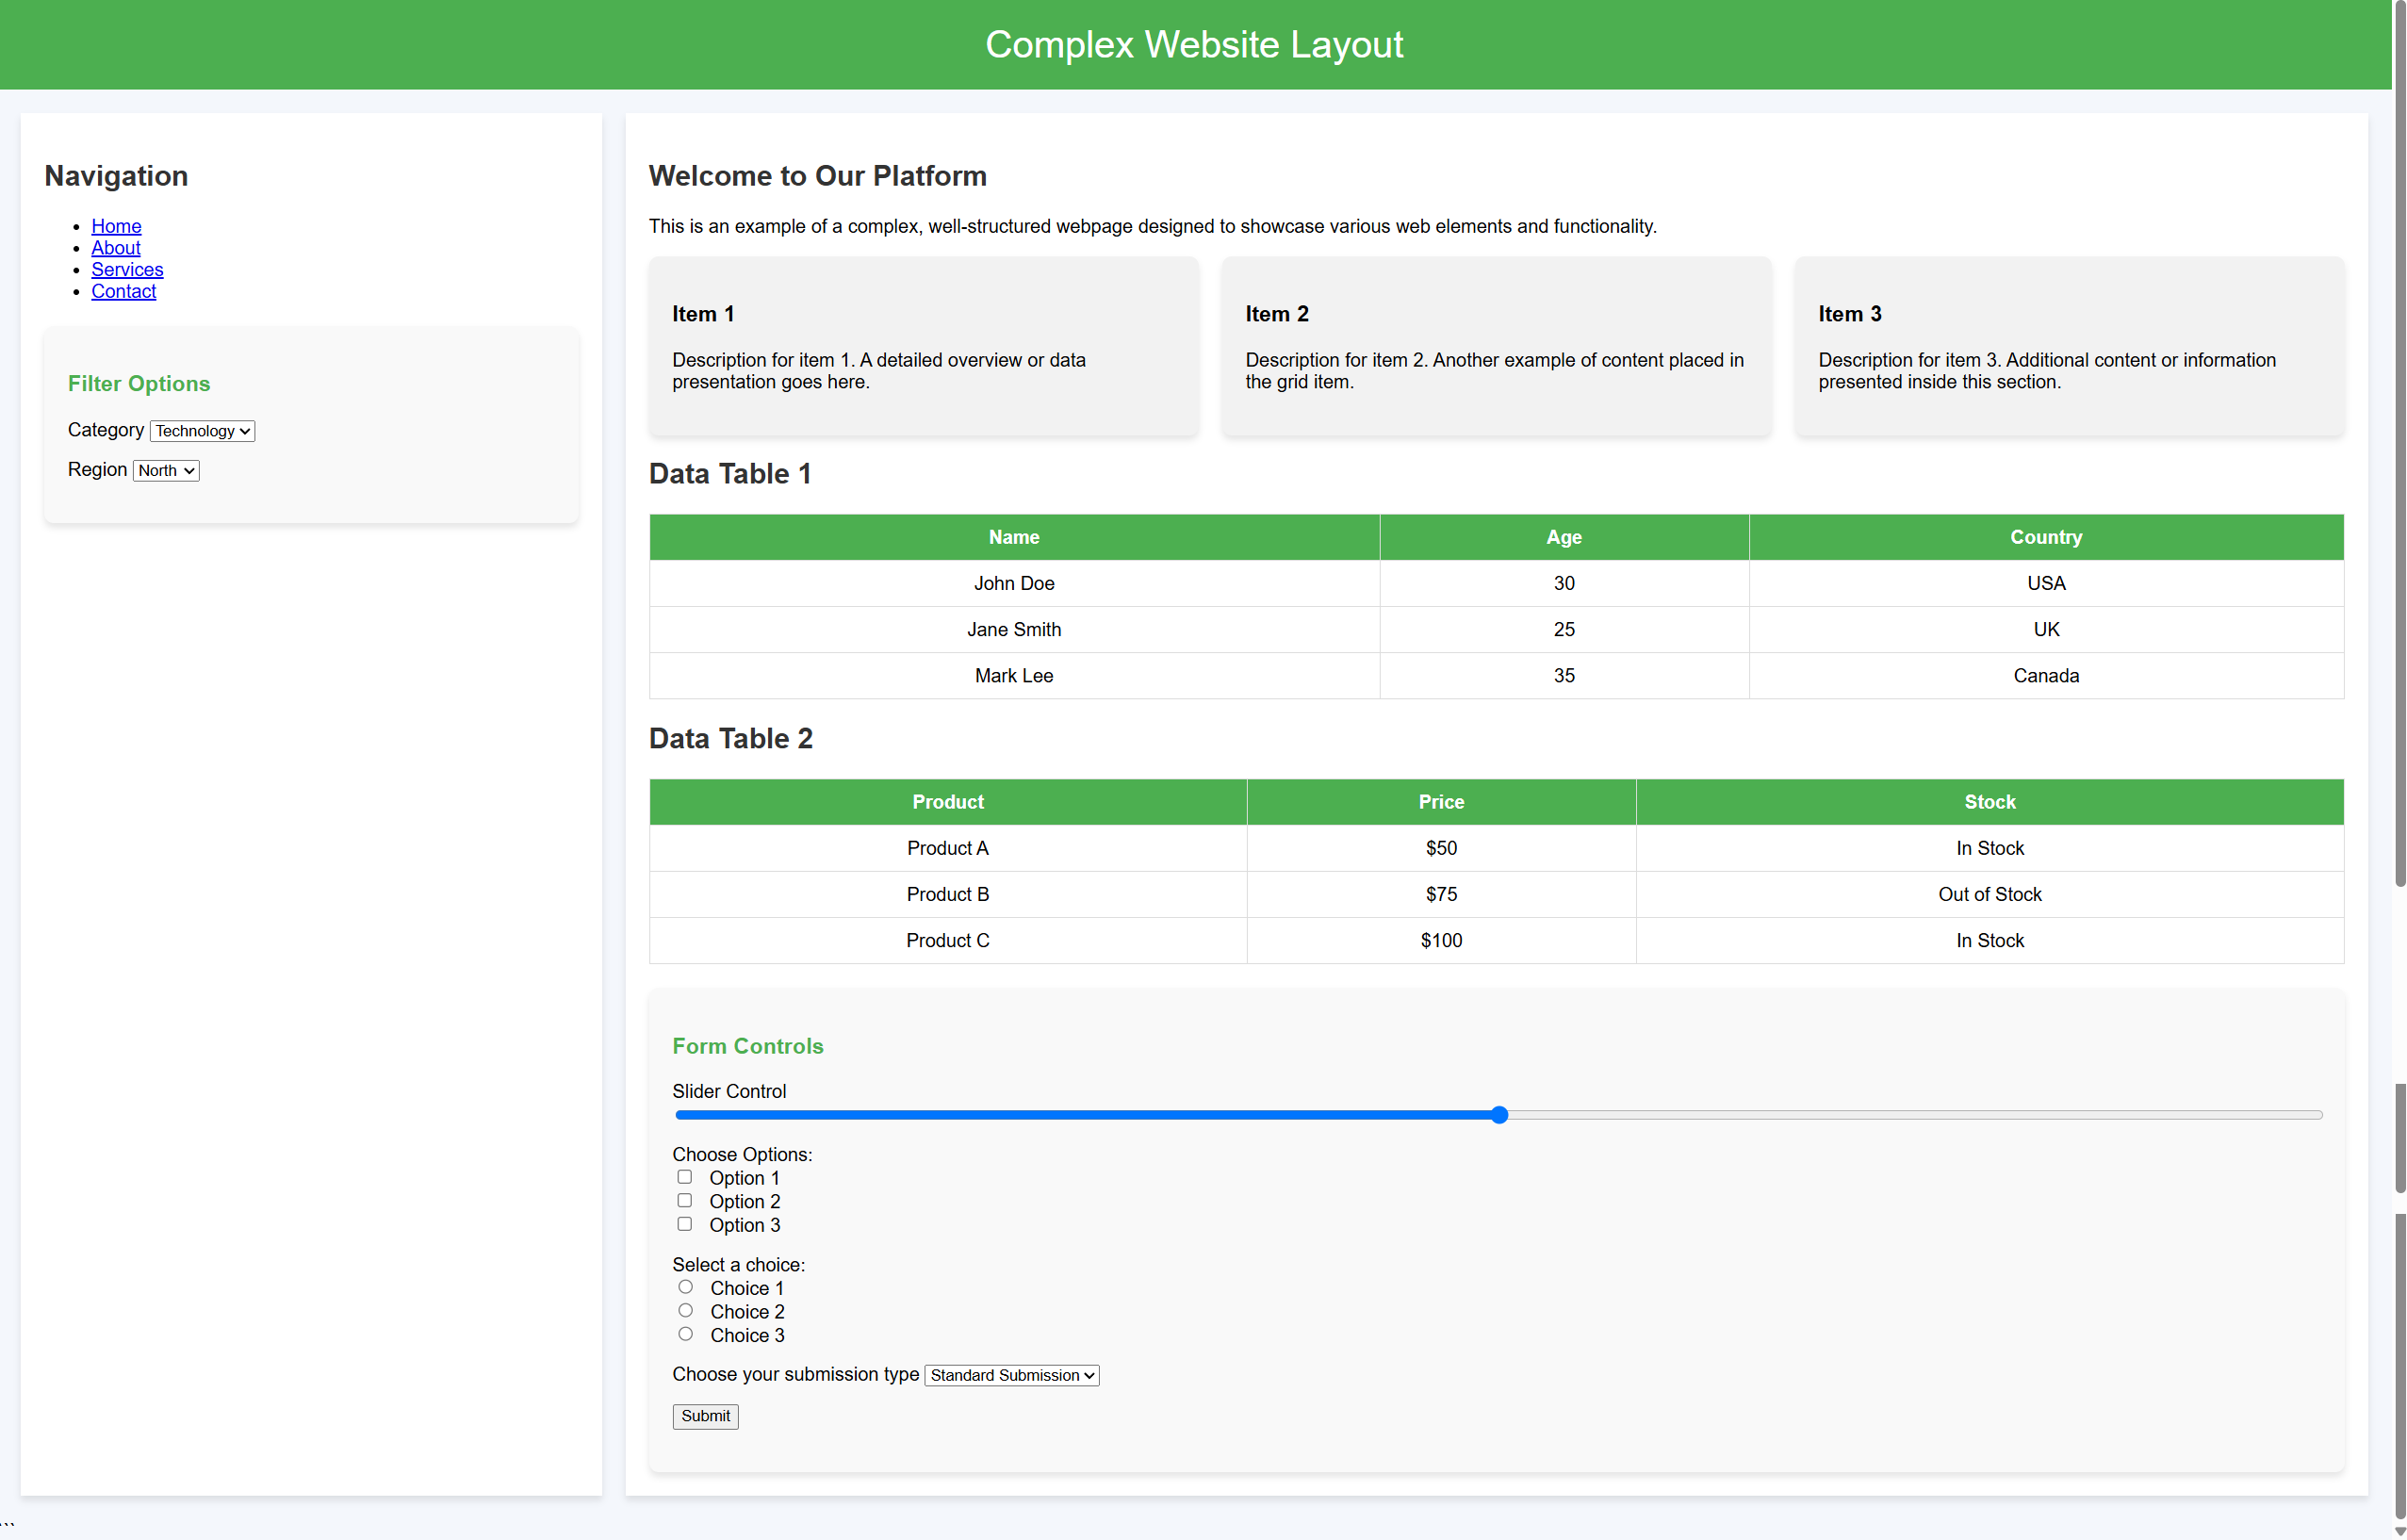 Complex Website Layout
Navigation
Home
About
Services
Contact
Filter Options
Category Technology
Region North
Welcome to Our Platform
This is an example of a complex, well-structured webpage designed to showcase various web elements and functionality.
Item 1
Description for item 1. A detailed overview or data
presentation goes here.
Item 2
Description for item 2. Another example of content placed in
the grid item.
Item 3
Description for item 3. Additional content or information
presented inside this section.
Data Table 1
Name Age Country
John Doe 30 USA
Jane Smith 25 UK
Mark Lee 35 Canada
Data Table 2
Product Price Stock
Product A $50 In Stock
Product B $75 Out of Stock
Product C $100 In Stock
Form Controls
Slider Control
Choose Options:
Option 1
Option 2
Option 3
Select a choice:
Choice 1
Choice 2
Choice 3
Choose your submission type Standard Submission
Submit
```